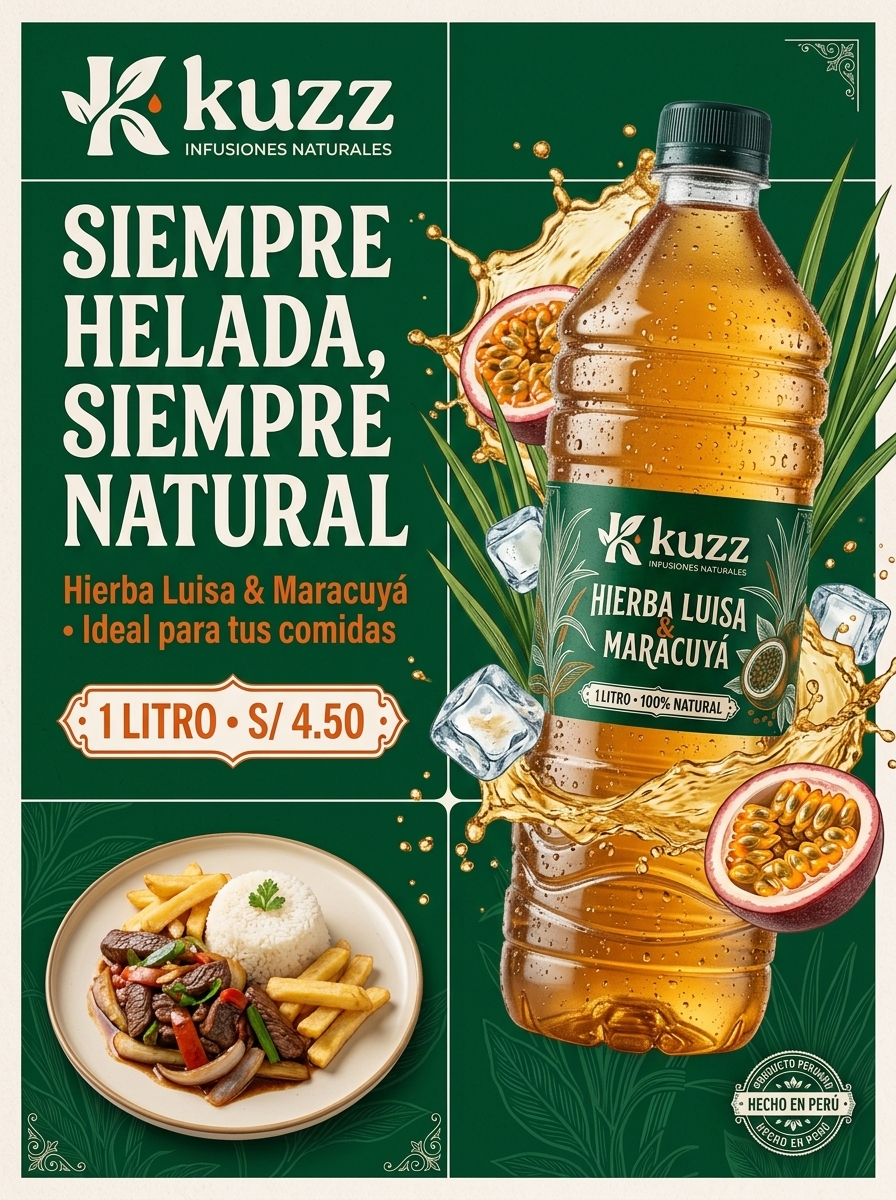 kuzz
INFUSIONES NATURALES
SIEMPRE
HELADA,
SIEMPRE
NATURAL
Hierba Luisa & Maracuyá
• Ideal para tus comidas
1 LITRO • S/ 4.50
kuzz
INFUSIONES NATURALES
HIERBA LUISA
&
MARACUYÁ
1 LITRO • 100% NATURAL
HECHO EN PERÚ